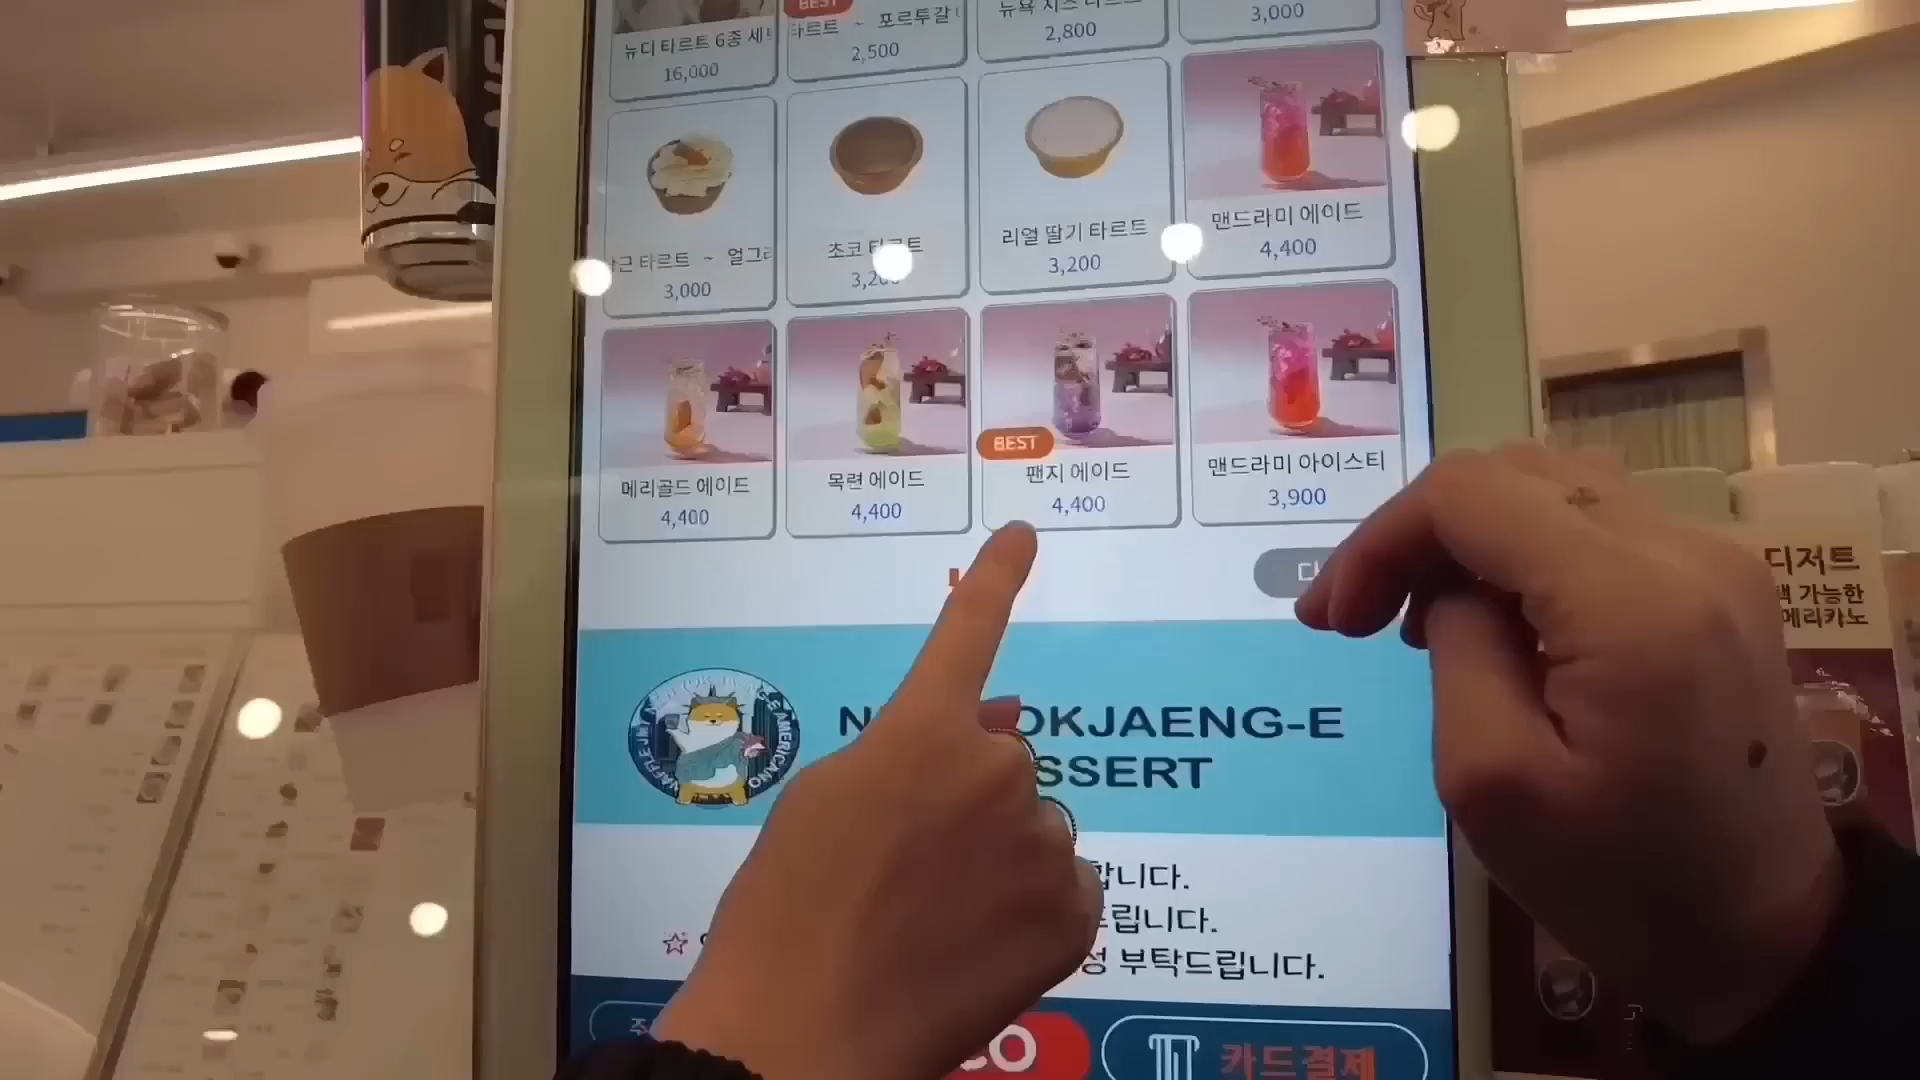 BEST
뉴디 타르트 6종 세
타르트 ~ 포르투갈
뉴욕 치즈 타르트
3,000
16,000
2,500
2,800
타르트 ~ 얼그
초코 타르트
리얼 딸기 타르트
맨드라미 에이드
3,000
3,20
3,200
4,400
BEST
메리골드 에이드
목련 에이드
팬지 에이드
맨드라미 아이스티
4,400
4,400
4,400
3,900
디저트
가능한
메리카노
OKJAENG-E
SSERT
AMERICANO
합니다.
드립니다.
부탁드립니다.
카드결제